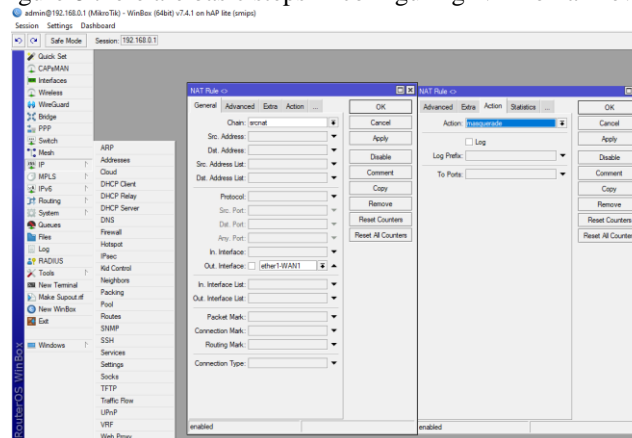 admin@192.168.0.1 (MikroTik) - WinBox (64bit) v7.4.1 on hAP lite (smips)
Session Settings Dashboard
Safe Mode Session: 192.168.0.1
Quick Set
CAPsMAN
Interfaces
Wireless
WireGuard
Bridge
PPP
Switch
Mesh
IP
MPLS
IPv6
Routing
System
Queues
Files
Log
RADIUS
Tools
New Terminal
Make Supout.rif
New WinBox
Exit
Windows
RouterOS WinBox
ARP
Addresses
Cloud
DHCP Client
DHCP Relay
DHCP Server
DNS
Firewall
Hotspot
IPsec
Kid Control
Neighbors
Packing
Pool
Routes
SNMP
SSH
Services
Settings
Socks
TFTP
Traffic Flow
UPnP
VRF
Web Proxy
NAT Rule <>
General Advanced Extra Action ...
Chain: srcnat
Src. Address:
Dst. Address:
Src. Address List:
Dst. Address List:
Protocol:
Src. Port:
Dst. Port:
Any. Port:
In. Interface:
Out. Interface: ether1-WAN1
In. Interface List:
Out. Interface List:
Packet Mark:
Connection Mark:
Routing Mark:
Connection Type:
OK
Cancel
Apply
Disable
Comment
Copy
Remove
Reset Counters
Reset All Counters
enabled
NAT Rule <>
Advanced Extra Action Statistics ...
Action: masquerade
Log
Log Prefix:
To Ports:
OK
Cancel
Apply
Disable
Comment
Copy
Remove
Reset Counters
Reset All Counters
enabled